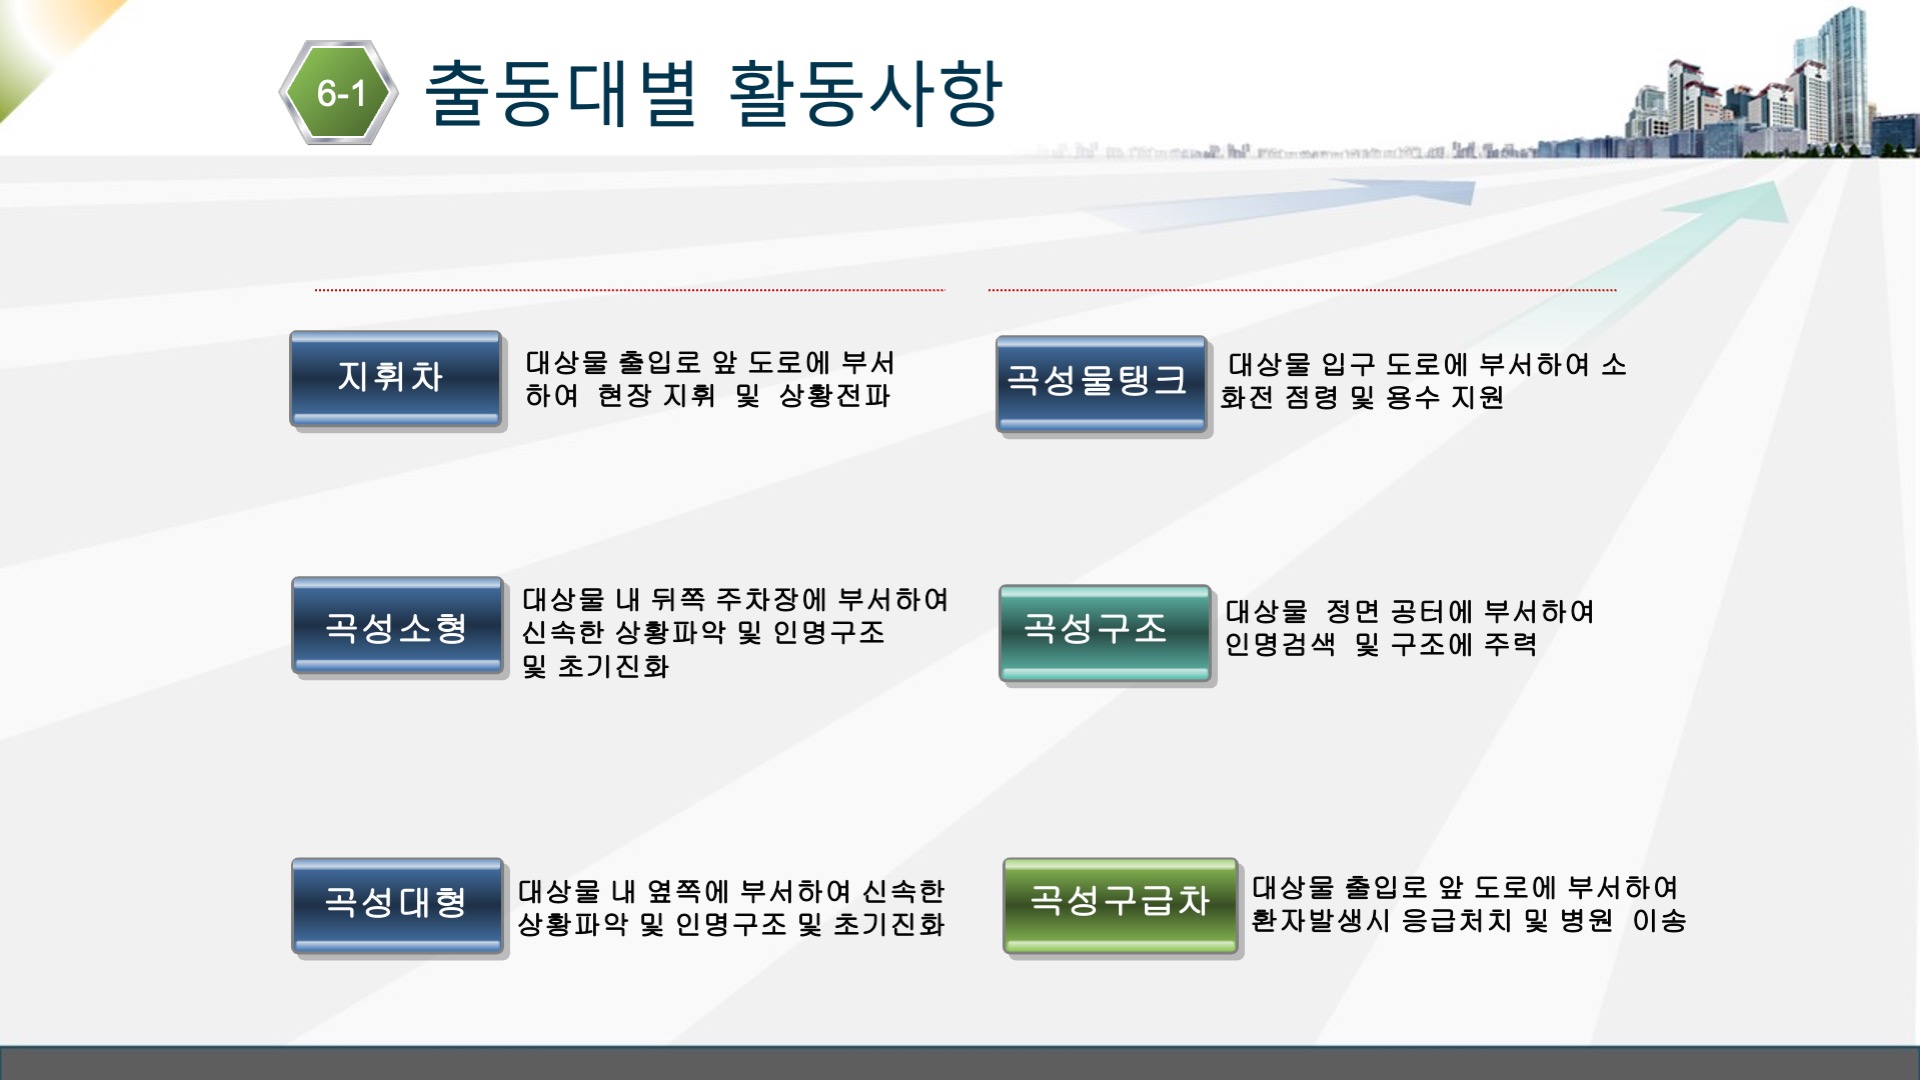 6-1
출동대별 활동사항
지휘차
대상물 출입로 앞 도로에 부서
하여 현장 지휘 및 상황전파
곡성물탱크
대상물 입구 도로에 부서하여 소
화전 점령 및 용수 지원
곡성소형
대상물 내 뒤쪽 주차장에 부서하여
신속한 상황파악 및 인명구조
및 초기진화
곡성구조
대상물 정면 공터에 부서하여
인명검색 및 구조에 주력
곡성대형
대상물 내 옆쪽에 부서하여 신속한
상황파악 및 인명구조 및 초기진화
곡성구급차
대상물 출입로 앞 도로에 부서하여
환자발생시 응급처치 및 병원 이송